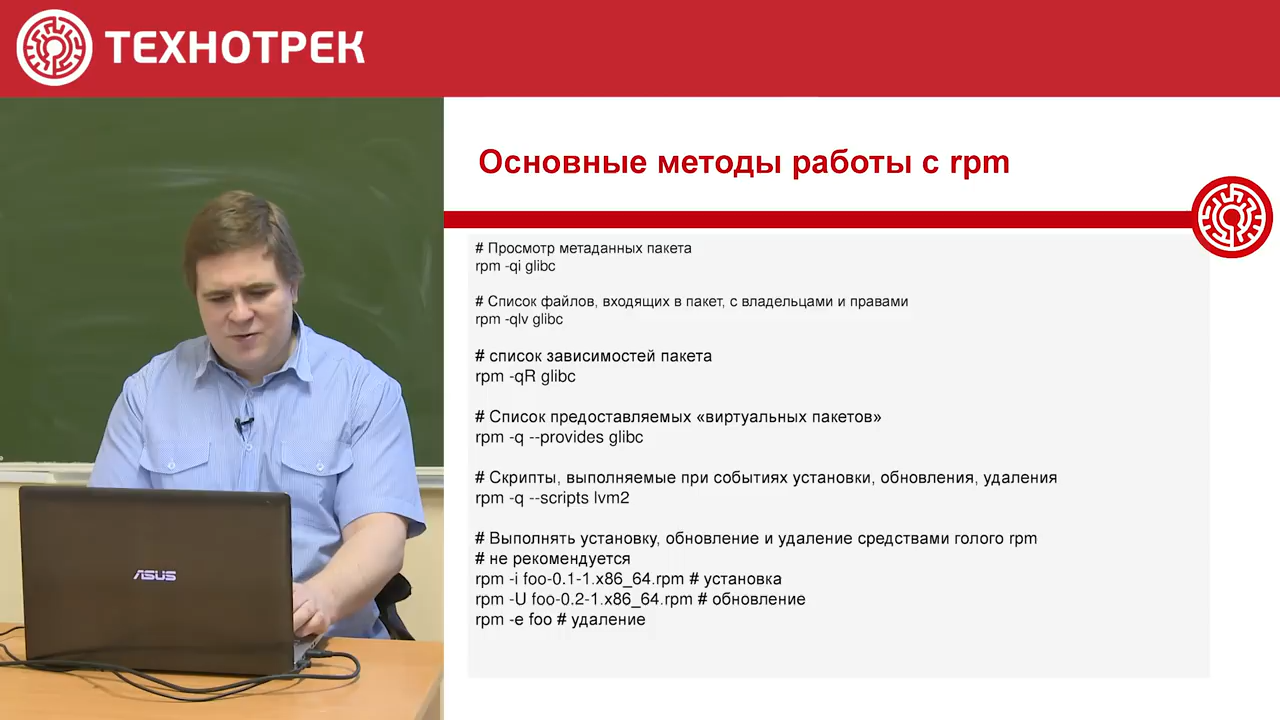 ТЕХНОТРЕК
Основные методы работы с rpm
# Просмотр метаданных пакета
rpm -qi glibc
# Список файлов, входящих в пакет, с владельцами и правами
rpm -qlv glibc
# список зависимостей пакета
rpm -qR glibc
# Список предоставляемых «виртуальных пакетов»
rpm -q --provides glibc
# Скрипты, выполняемые при событиях установки, обновления, удаления
rpm -q --scripts lvm2
# Выполнять установку, обновление и удаление средствами голого rpm
# не рекомендуется
rpm -i foo-0.1-1.x86_64.rpm # установка
rpm -U foo-0.2-1.x86_64.rpm # обновление
rpm -e foo # удаление
ASUS